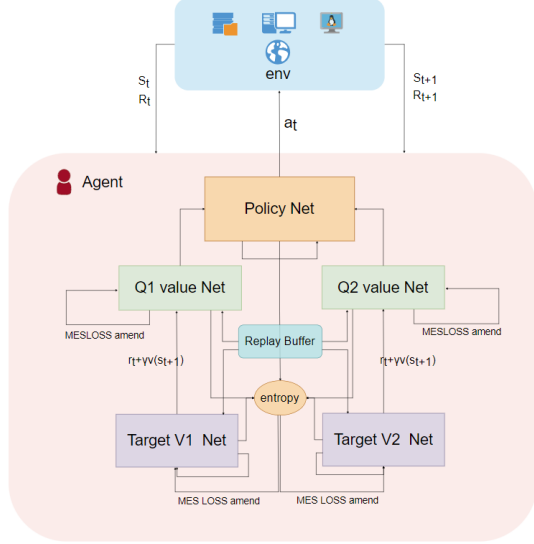 env
St
Rt
St+1
Rt+1
at
Agent
Policy Net
Q1 value Net
Q2 value Net
MESLOSS amend
Replay Buffer
MESLOSS amend
rt+γv(st+1)
rt+γv(st+1)
entropy
Target V1 Net
Target V2 Net
MES LOSS amend
MES LOSS amend